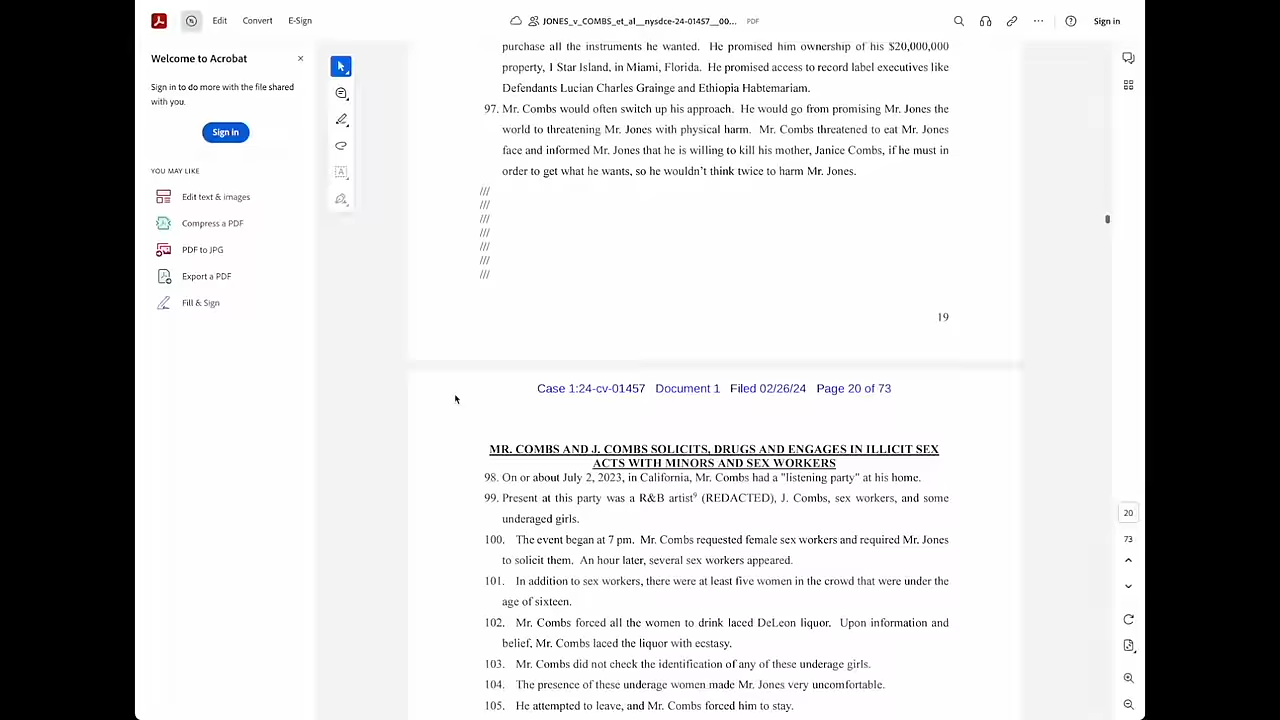 Edit
Convert
E-Sign
JONES_v_COMBS_et_al__nysdce-24-01457__00...
PDF
Sign in
Welcome to Acrobat
Sign in to do more with the file shared
with you.
Sign in
YOU MAY LIKE
Edit text & images
Compress a PDF
PDF to JPG
Export a PDF
Fill & Sign
purchase all the instruments he wanted. He promised him ownership of his $20,000,000
property, 1 Star Island, in Miami, Florida. He promised access to record label executives like
Defendants Lucian Charles Grainge and Ethiopia Habtemariam.
97. Mr. Combs would often switch up his approach. He would go from promising Mr. Jones the
world to threatening Mr. Jones with physical harm. Mr. Combs threatened to eat Mr. Jones
face and informed Mr. Jones that he is willing to kill his mother, Janice Combs, if he must in
order to get what he wants, so he wouldn't think twice to harm Mr. Jones.
///
///
///
///
///
///
///
19
Case 1:24-cv-01457 Document 1 Filed 02/26/24 Page 20 of 73
MR. COMBS AND J. COMBS SOLICITS, DRUGS AND ENGAGES IN ILLICIT SEX
ACTS WITH MINORS AND SEX WORKERS
98. On or about July 2, 2023, in California, Mr. Combs had a "listening party" at his home.
99. Present at this party was a R&B artist⁹ (REDACTED), J. Combs, sex workers, and some
underaged girls.
100. The event began at 7 pm. Mr. Combs requested female sex workers and required Mr. Jones
to solicit them. An hour later, several sex workers appeared.
101. In addition to sex workers, there were at least five women in the crowd that were under the
age of sixteen.
102. Mr. Combs forced all the women to drink laced DeLeon liquor. Upon information and
belief, Mr. Combs laced the liquor with ecstasy.
103. Mr. Combs did not check the identification of any of these underage girls.
104. The presence of these underage women made Mr. Jones very uncomfortable.
105. He attempted to leave, and Mr. Combs forced him to stay.
20
73